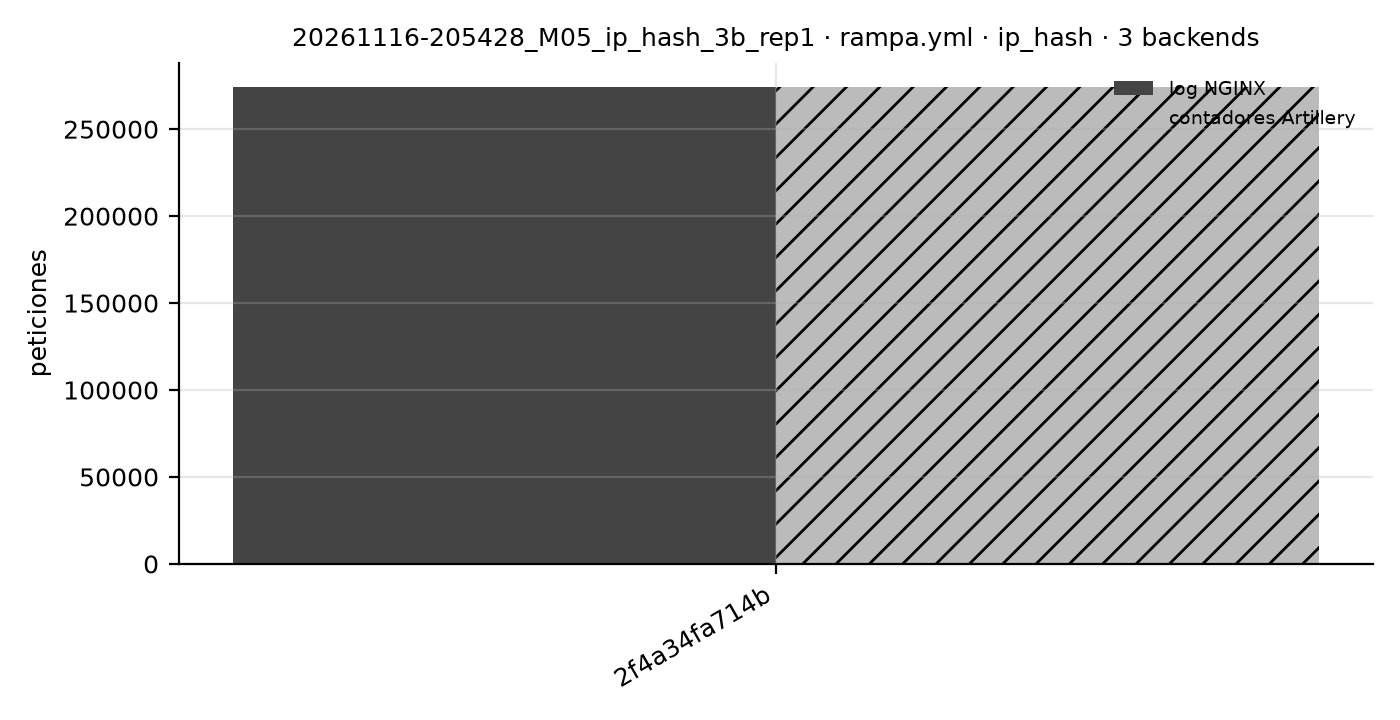 20261116-205428_M05_ip_hash_3b_rep1 · rampa.yml · ip_hash · 3 backends
log NGINX
contadores Artillery
250000
200000
150000
100000
50000
0
peticiones
2f4a34fa714b